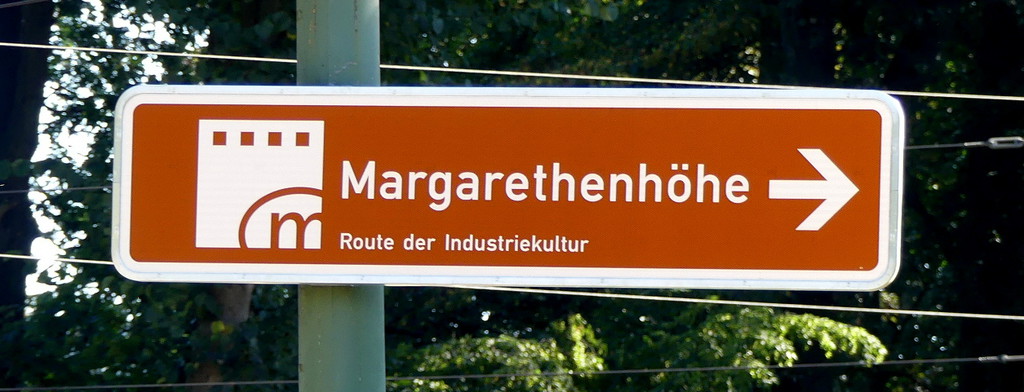 Margarethenhöhe
m
Route der Industriekultur